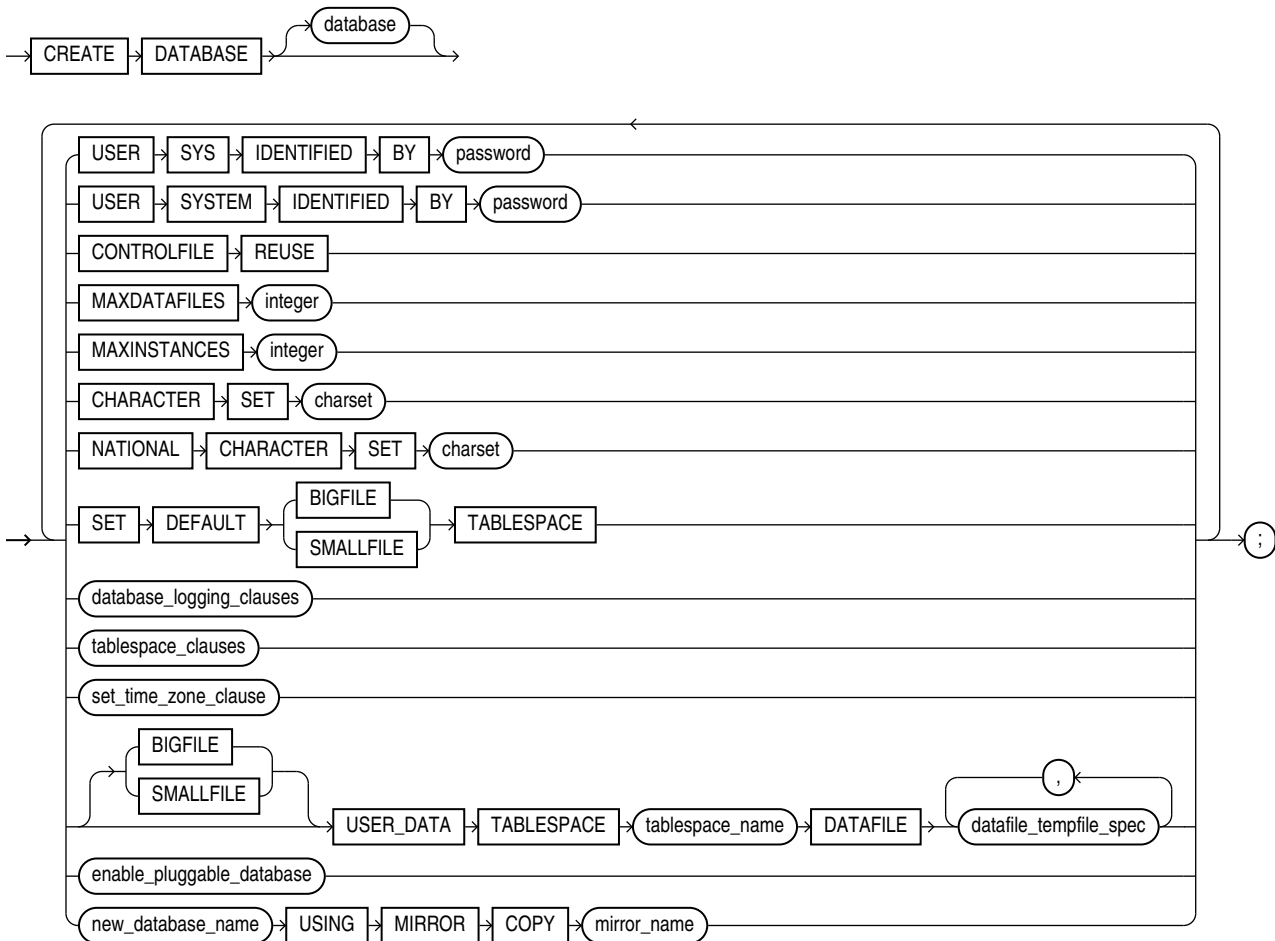 database
CREATE DATABASE
USER SYS IDENTIFIED BY password
USER SYSTEM IDENTIFIED BY password
CONTROLFILE REUSE
MAXDATAFILES integer
MAXINSTANCES integer
CHARACTER SET charset
NATIONAL CHARACTER SET charset
BIGFILE
SET DEFAULT TABLESPACE
SMALLFILE
;
database_logging_clauses
tablespace_clauses
set_time_zone_clause
BIGFILE
SMALLFILE
,
USER_DATA TABLESPACE tablespace_name DATAFILE datafile_tempfile_spec
enable_pluggable_database
new_database_name USING MIRROR COPY mirror_name